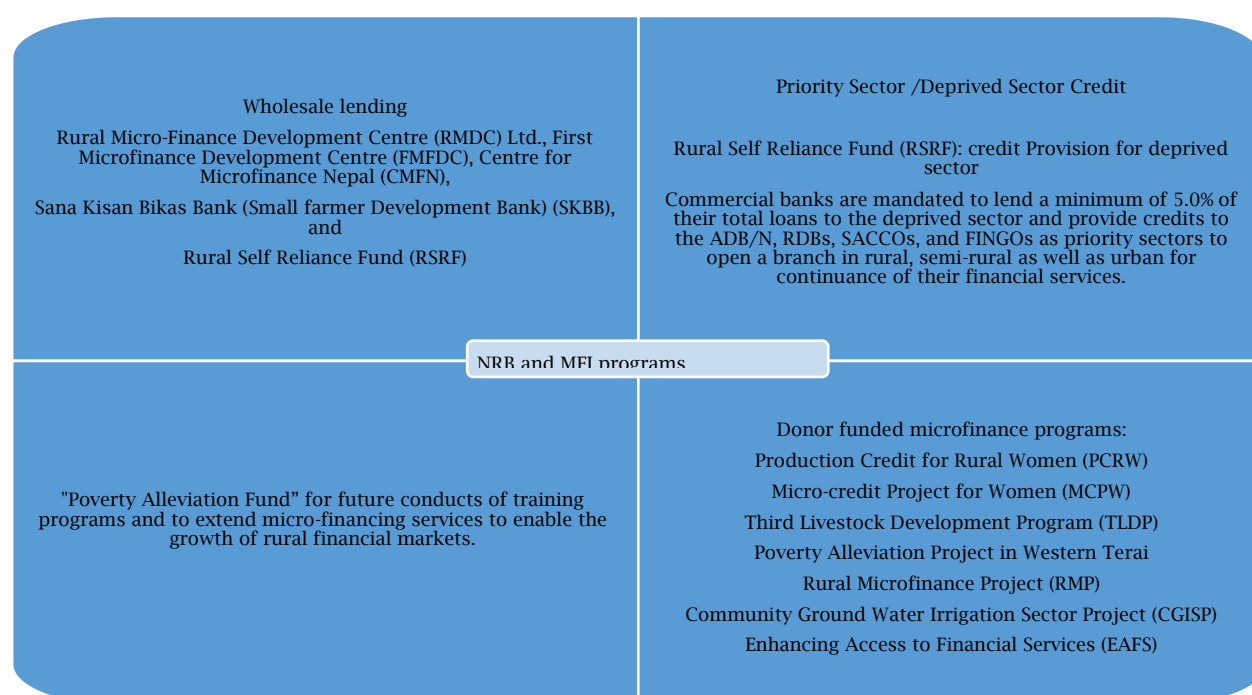 Wholesale lending
Rural Micro-Finance Development Centre (RMDC) Ltd., First
Microfinance Development Centre (FMFDC), Centre for
Microfinance Nepal (CMFN),
Sana Kisan Bikas Bank (Small farmer Development Bank) (SKBB),
and
Rural Self Reliance Fund (RSRF)
Priority Sector /Deprived Sector Credit
Rural Self Reliance Fund (RSRF): credit Provision for deprived
sector
Commercial banks are mandated to lend a minimum of 5.0% of
their total loans to the deprived sector and provide credits to
the ADB/N, RDBs, SACCOs, and FINGOs as priority sectors to
open a branch in rural, semi-rural as well as urban for
continuance of their financial services.
NRB and MFI programs
"Poverty Alleviation Fund” for future conducts of training
programs and to extend micro-financing services to enable the
growth of rural financial markets.
Donor funded microfinance programs:
Production Credit for Rural Women (PCRW)
Micro-credit Project for Women (MCPW)
Third Livestock Development Program (TLDP)
Poverty Alleviation Project in Western Terai
Rural Microfinance Project (RMP)
Community Ground Water Irrigation Sector Project (CGISP)
Enhancing Access to Financial Services (EAFS)